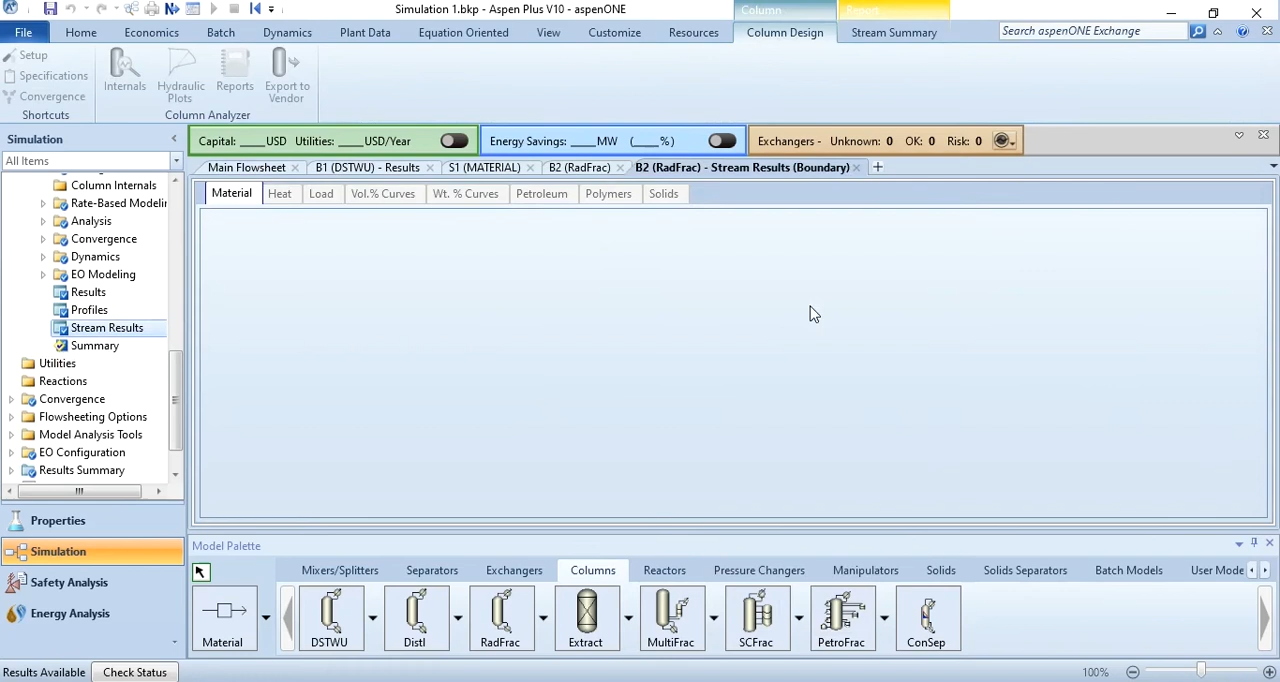 Simulation 1.bkp - Aspen Plus V10 - aspenONE
Column
Report
File Home Economics Batch Dynamics Plant Data Equation Oriented View Customize Resources Column Design Stream Summary
Search aspenONE Exchange
Setup
Specifications
Convergence
Shortcuts
Internals
Hydraulic Plots
Reports
Export to Vendor
Column Analyzer
Simulation
All Items
Capital: ____USD Utilities: ____USD/Year
Energy Savings: ____MW (____%)
Exchangers - Unknown: 0 OK: 0 Risk: 0
Main Flowsheet B1 (DSTWU) - Results S1 (MATERIAL) B2 (RadFrac) B2 (RadFrac) - Stream Results (Boundary)
Material Heat Load Vol.% Curves Wt. % Curves Petroleum Polymers Solids
Column Internals
Rate-Based Modelin
Analysis
Convergence
Dynamics
EO Modeling
Results
Profiles
Stream Results
Summary
Utilities
Reactions
Convergence
Flowsheeting Options
Model Analysis Tools
EO Configuration
Results Summary
Properties
Simulation
Safety Analysis
Energy Analysis
Model Palette
Mixers/Splitters Separators Exchangers Columns Reactors Pressure Changers Manipulators Solids Solids Separators Batch Models User Mode
Material DSTWU Distl RadFrac Extract MultiFrac SCFrac PetroFrac ConSep
Results Available Check Status
100%